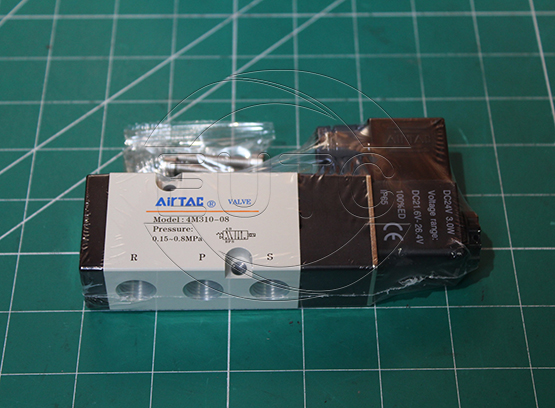 AIRTAC ® VALVE
Model: 4M310-08
Pressure:
0.15~0.8MPa
R P S
DC24V 3.0W
Voltage range:
DC21.6V~26.4V
100%ED
IP65 CE